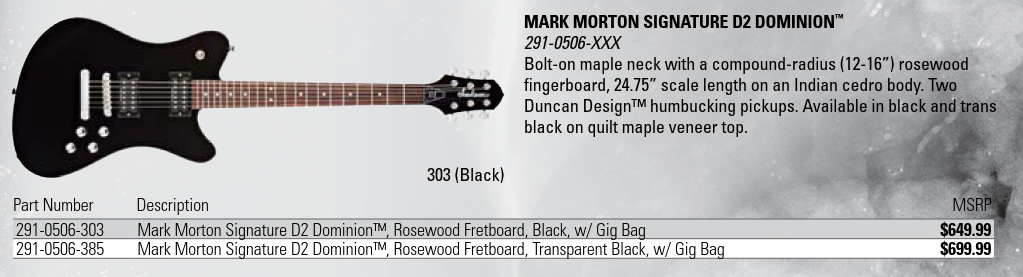 MARK MORTON SIGNATURE D2 DOMINION™
291-0506-XXX
Bolt-on maple neck with a compound-radius (12-16”) rosewood
fingerboard, 24.75” scale length on an Indian cedro body. Two
Duncan Design™ humbucking pickups. Available in black and trans
black on quilt maple veneer top.
303 (Black)
Part Number Description MSRP
291-0506-303 Mark Morton Signature D2 Dominion™, Rosewood Fretboard, Black, w/ Gig Bag $649.99
291-0506-385 Mark Morton Signature D2 Dominion™, Rosewood Fretboard, Transparent Black, w/ Gig Bag $699.99